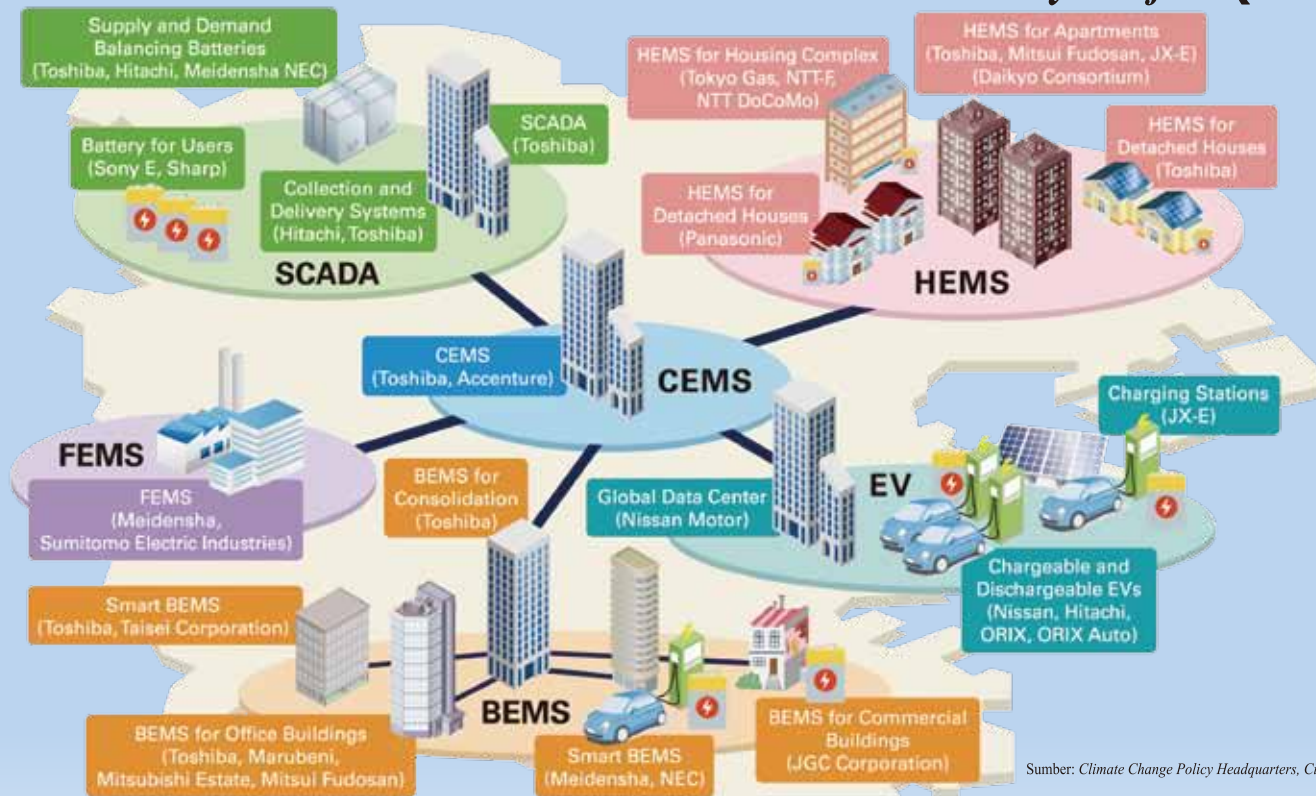 Supply and Demand
Balancing Batteries
(Toshiba, Hitachi, Meidensha NEC)
Battery for Users
(Sony E, Sharp)
Collection and
Delivery Systems
(Hitachi, Toshiba)
SCADA
(Toshiba)
SCADA
HEMS for Housing Complex
(Tokyo Gas, NTT-F,
NTT DoCoMo)
HEMS for Apartments
(Toshiba, Mitsui Fudosan, JX-E)
(Daikyo Consortium)
HEMS for
Detached Houses
(Toshiba)
HEMS for
Detached Houses
(Panasonic)
HEMS
CEMS
(Toshiba, Accenture)
CEMS
FEMS
FEMS
(Meidensha,
Sumitomo Electric Industries)
BEMS for
Consolidation
(Toshiba)
Global Data Center
(Nissan Motor)
EV
Charging Stations
(JX-E)
Chargeable and
Dischargeable EVs
(Nissan, Hitachi,
ORIX, ORIX Auto)
Smart BEMS
(Toshiba, Taisei Corporation)
BEMS
BEMS for Office Buildings
(Toshiba, Marubeni,
Mitsubishi Estate, Mitsui Fudosan)
Smart BEMS
(Meidensha, NEC)
BEMS for Commercial
Buildings
(JGC Corporation)
Sumber: Climate Change Policy Headquarters,